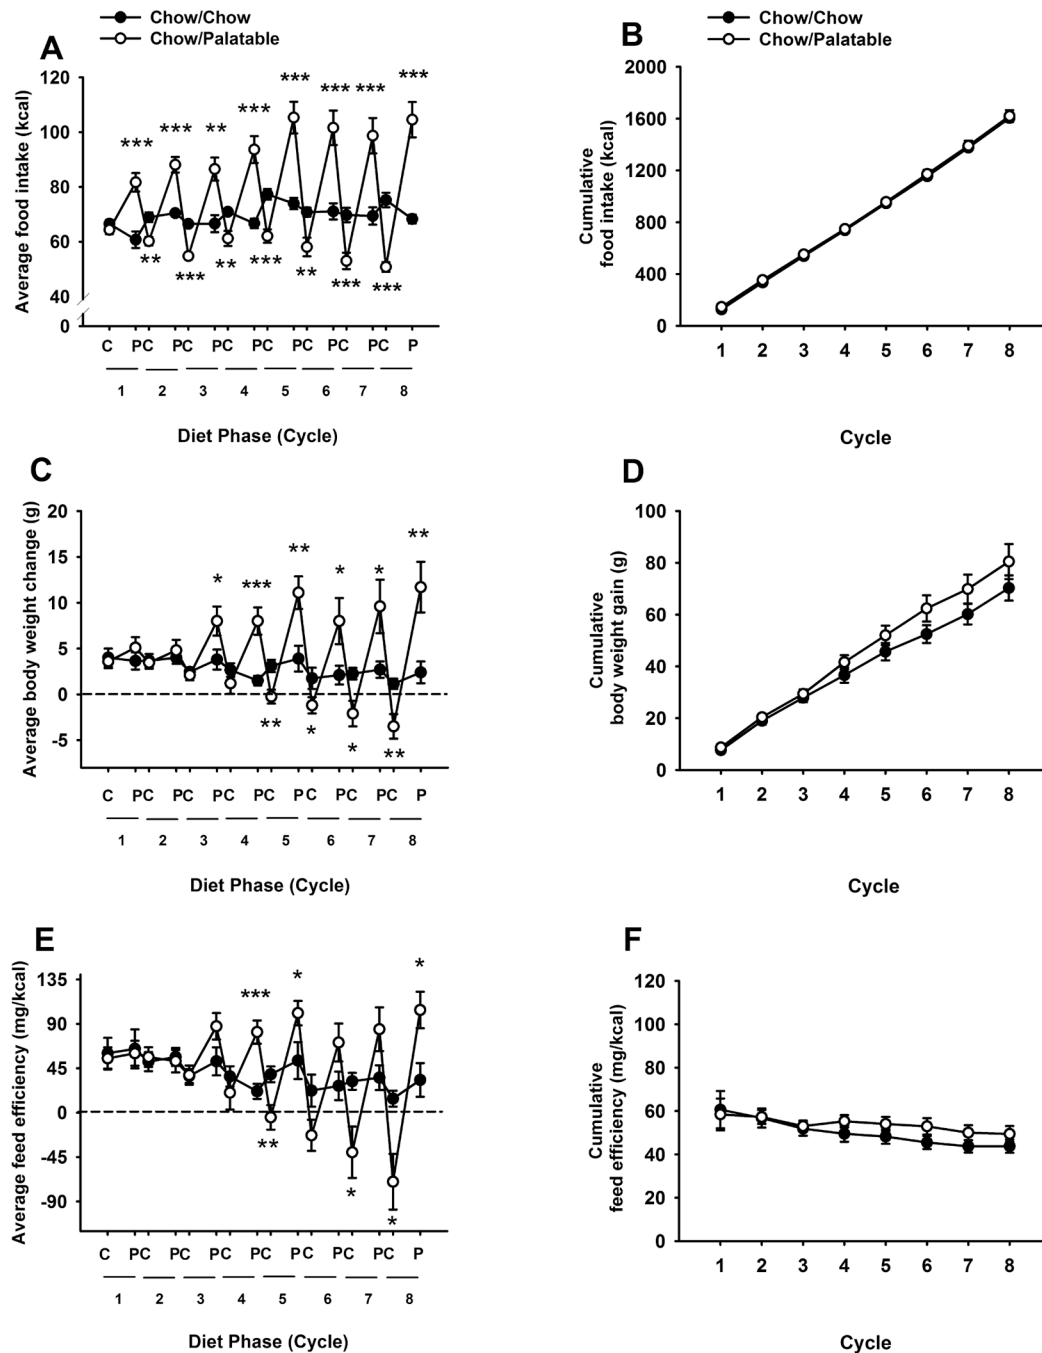 Chow/Chow
Chow/Palatable
A
Average food intake (kcal)
120
100
80
60
40
0
*** *** ** *** *** *** *** ***
** *** ** *** ** *** ***
C PC PC PC PC PC PC PC P
1 2 3 4 5 6 7 8
Diet Phase (Cycle)
Chow/Chow
Chow/Palatable
B
Cumulative
food intake (kcal)
2000
1600
1200
800
400
0
1 2 3 4 5 6 7 8
Cycle
C
Average body weight change (g)
20
15
10
5
0
-5
* *** ** * * **
** * * **
C PC PC PC PC PC PC PC P
1 2 3 4 5 6 7 8
Diet Phase (Cycle)
D
Cumulative
body weight gain (g)
100
80
60
40
20
0
1 2 3 4 5 6 7 8
Cycle
E
Average feed efficiency (mg/kcal)
135
90
45
0
-45
-90
*** * *
** * *
C PC PC PC PC PC PC PC P
1 2 3 4 5 6 7 8
Diet Phase (Cycle)
F
Cumulative
feed efficiency (mg/kcal)
120
100
80
60
40
20
0
1 2 3 4 5 6 7 8
Cycle